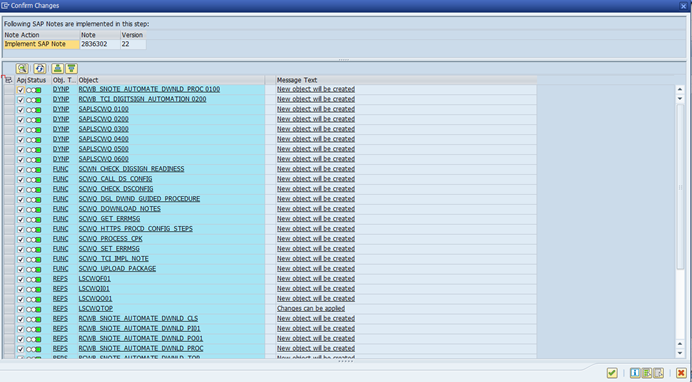 Confirm Changes
Following SAP Notes are implemented in this step:
Note Action Note Version
Implement SAP Note 2836302 22
Ap Status Obj. T... Object Message Text
DYNP RCWB_SNOTE_AUTOMATE_DWNLD_PROC 0100 New object will be created
DYNP RCWB_TCI_DIGITSIGN_AUTOMATION 0200 New object will be created
DYNP SAPLSCWQ 0100 New object will be created
DYNP SAPLSCWQ 0200 New object will be created
DYNP SAPLSCWQ 0300 New object will be created
DYNP SAPLSCWQ 0400 New object will be created
DYNP SAPLSCWQ 0500 New object will be created
DYNP SAPLSCWQ 0600 New object will be created
FUNC SCWN_CHECK_DIGSIGN_READINESS New object will be created
FUNC SCWQ_CALL_DS_CONFIG New object will be created
FUNC SCWQ_CHECK_DSCONFIG New object will be created
FUNC SCWQ_DGL_DWND_GUIDED_PROCEDURE New object will be created
FUNC SCWQ_DOWNLOAD_NOTES New object will be created
FUNC SCWQ_GET_ERRMSG New object will be created
FUNC SCWQ_HTTPS_PROCD_CONFIG_STEPS New object will be created
FUNC SCWQ_PROCESS_CPK New object will be created
FUNC SCWQ_SET_ERRMSG New object will be created
FUNC SCWQ_TCI_IMPL_NOTE New object will be created
FUNC SCWQ_UPLOAD_PACKAGE New object will be created
REPS LSCWQF01 New object will be created
REPS LSCWQI01 New object will be created
REPS LSCWQO01 New object will be created
REPS LSCWQTOP Changes can be applied
REPS RCWB_SNOTE_AUTOMATE_DWNLD_CLS New object will be created
REPS RCWB_SNOTE_AUTOMATE_DWNLD_PI01 New object will be created
REPS RCWB_SNOTE_AUTOMATE_DWNLD_PO01 New object will be created
REPS RCWB_SNOTE_AUTOMATE_DWNLD_PROC New object will be created
REPS RCWB_SNOTE_AUTOMATE_DWNLD_TOP New object will be created